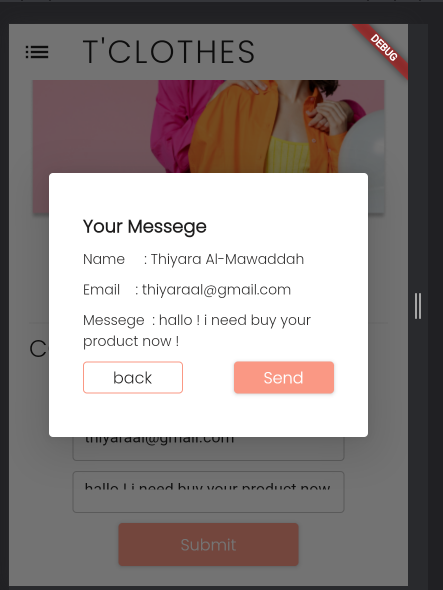 T'CLOTHES
DEBUG
Your Messege
Name : Thiyara Al-Mawaddah
Email : thiyaraal@gmail.com
Messege : hallo ! i need buy your
product now !
back
Send
C
thiyaraal@gmail.com
hallo ! i need buy your product now
Submit